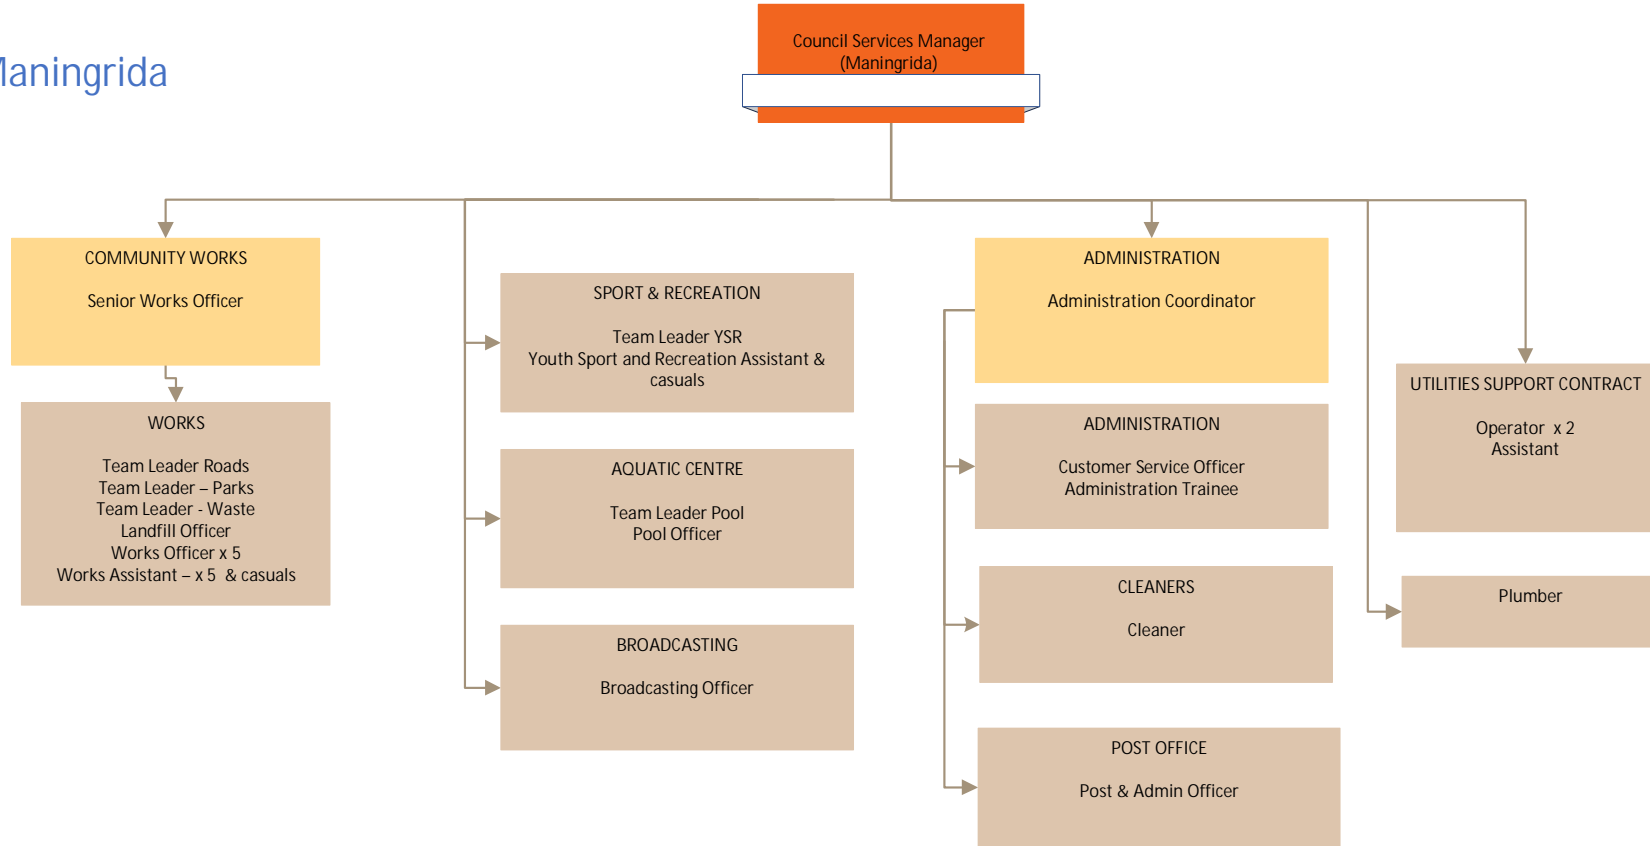 Maningrida
Council Services Manager
(Maningrida)
COMMUNITY WORKS
Senior Works Officer
WORKS
Team Leader Roads
Team Leader – Parks
Team Leader - Waste
Landfill Officer
Works Officer x 5
Works Assistant – x 5 & casuals
SPORT & RECREATION
Team Leader YSR
Youth Sport and Recreation Assistant &
casuals
AQUATIC CENTRE
Team Leader Pool
Pool Officer
BROADCASTING
Broadcasting Officer
ADMINISTRATION
Administration Coordinator
ADMINISTRATION
Customer Service Officer
Administration Trainee
CLEANERS
Cleaner
POST OFFICE
Post & Admin Officer
UTILITIES SUPPORT CONTRACT
Operator x 2
Assistant
Plumber